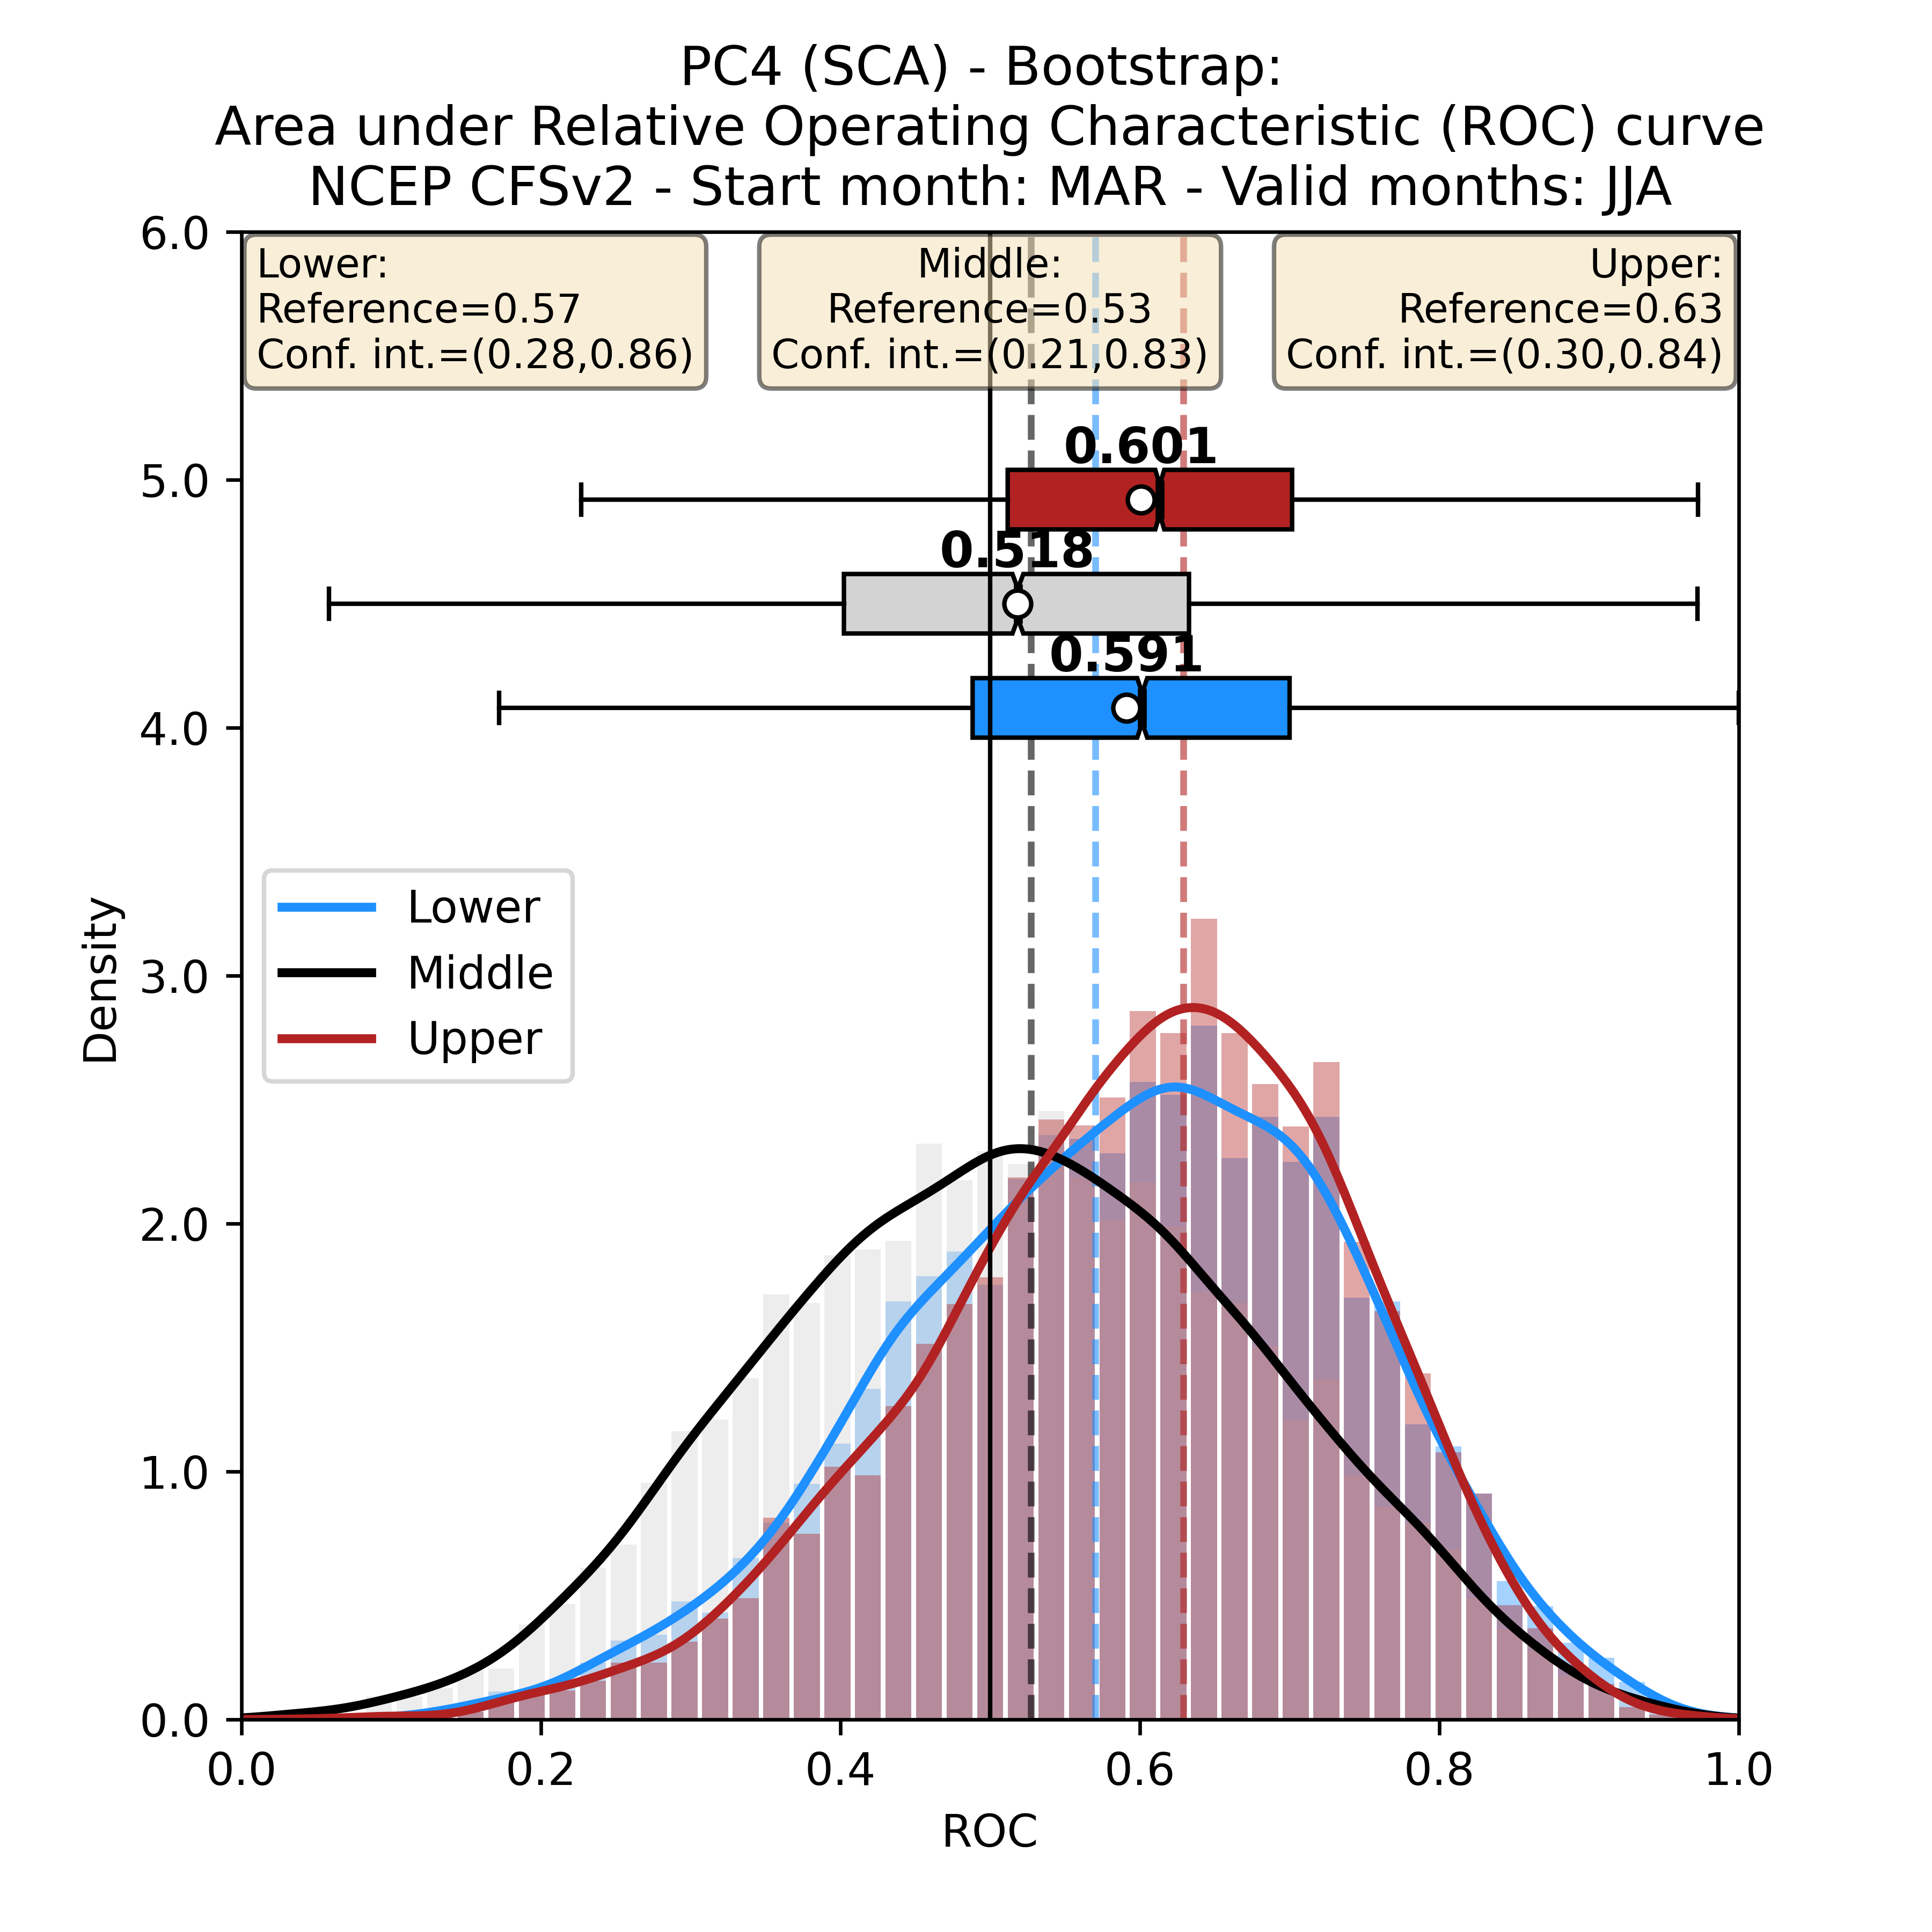 PC4 (SCA) - Bootstrap:
Area under Relative Operating Characteristic (ROC) curve
NCEP CFSv2 - Start month: MAR - Valid months: JJA
6.0
Lower:
Reference=0.57
Conf. int.=(0.28,0.86)
Middle:
Reference=0.53
Conf. int.=(0.21,0.83)
Upper:
Reference=0.63
Conf. int.=(0.30,0.84)
0.601
5.0
0.518
0.591
4.0
Lower
Middle
Upper
Density
3.0
2.0
1.0
0.0
0.0
0.2
0.4
0.6
0.8
1.0
ROC